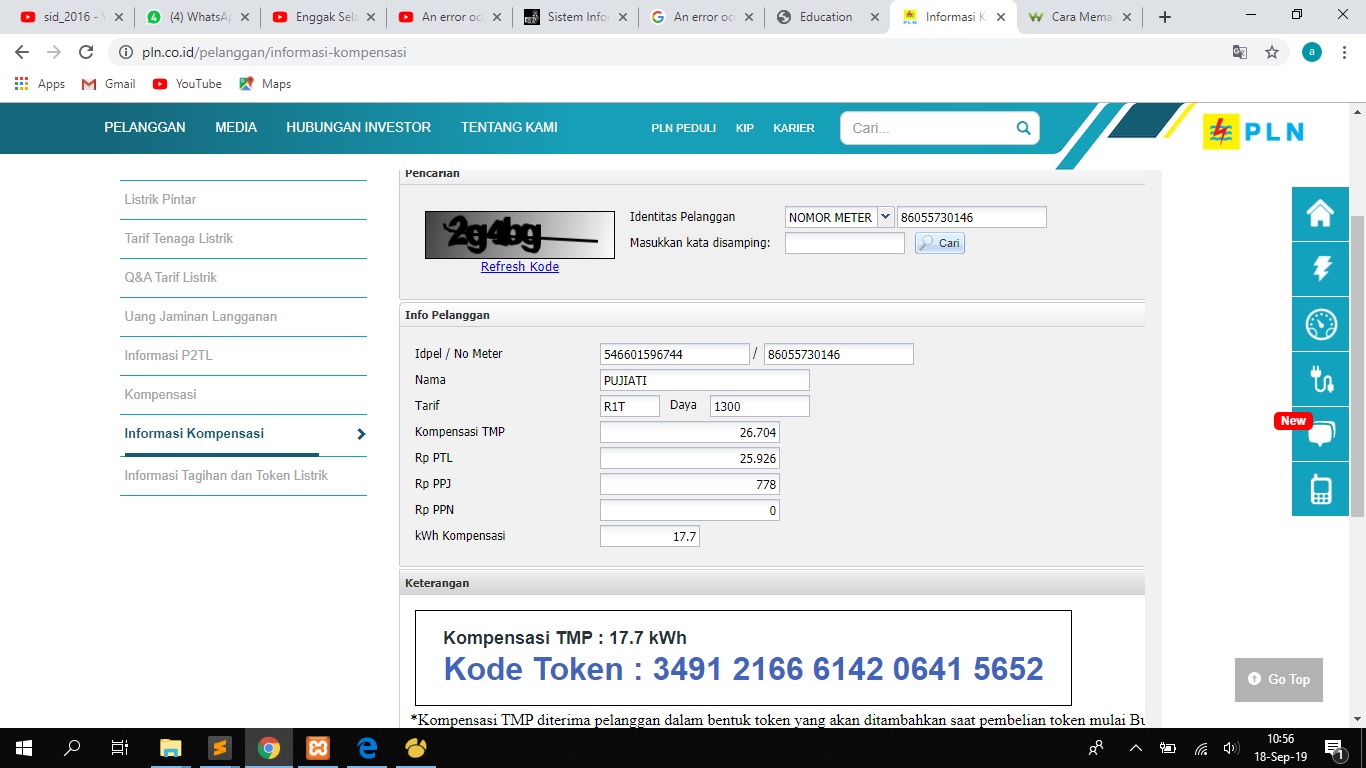 sid_2016 - Y
(4) WhatsAp
Enggak Sela
An error occ
Sistem Infor
An error occ
Education
Informasi Ko
Cara Mema
pln.co.id/pelanggan/informasi-kompensasi
a
Apps
Gmail
YouTube
Maps
PELANGGAN
MEDIA
HUBUNGAN INVESTOR
TENTANG KAMI
PLN PEDULI
KIP
KARIER
Cari...
PLN
Listrik Pintar
Tarif Tenaga Listrik
Q&A Tarif Listrik
Uang Jaminan Langganan
Informasi P2TL
Kompensasi
Informasi Kompensasi
Informasi Tagihan dan Token Listrik
Pencarian
2g4bg
Refresh Kode
Identitas Pelanggan NOMOR METER 86055730146
Masukkan kata disamping: Cari
Info Pelanggan
Idpel / No Meter 546601596744 / 86055730146
Nama PUJIATI
Tarif R1T Daya 1300
Kompensasi TMP 26.704
Rp PTL 25.926
Rp PPJ 778
Rp PPN 0
kWh Kompensasi 17.7
Keterangan
Kompensasi TMP : 17.7 kWh
Kode Token : 3491 2166 6142 0641 5652
*Kompensasi TMP diterima pelanggan dalam bentuk token yang akan ditambahkan saat pembelian token mulai Bu
New
Go Top
10:56
18-Sep-19
1